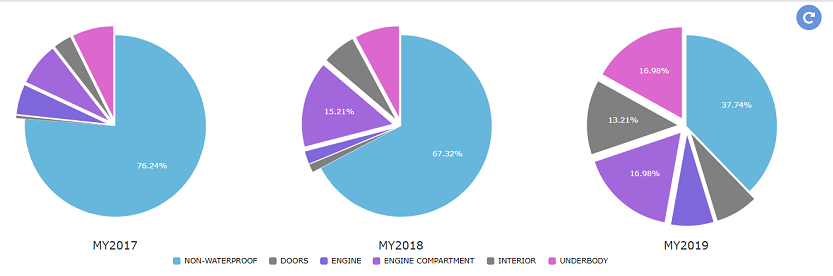 76.24%
MY2017
15.21%
67.32%
MY2018
16.98%
37.74%
13.21%
16.98%
MY2019
NON-WATERPROOF DOORS ENGINE ENGINE COMPARTMENT INTERIOR UNDERBODY